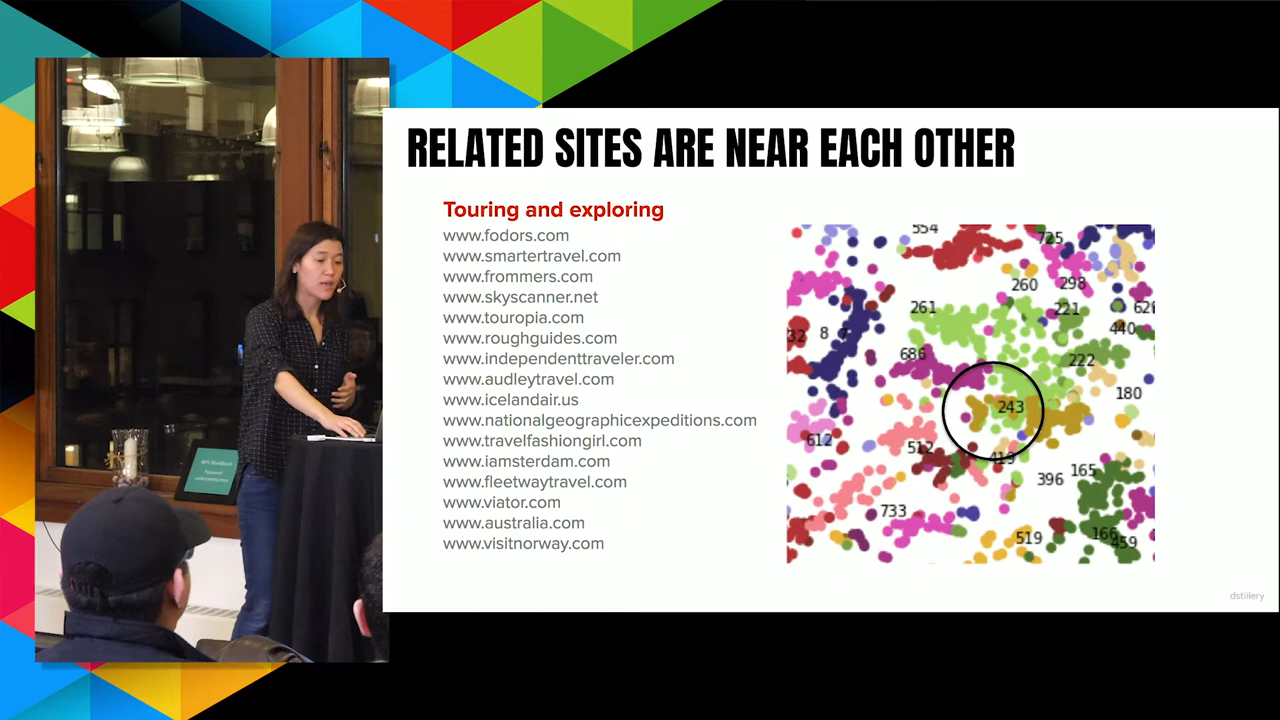 RELATED SITES ARE NEAR EACH OTHER
Touring and exploring
www.fodors.com
www.smartertravel.com
www.frommers.com
www.skyscanner.net
www.touropia.com
www.roughguides.com
www.independenttraveler.com
www.audleytravel.com
www.icelandair.us
www.nationalgeographicexpeditions.com
www.travelfashiongirl.com
www.iamsterdam.com
www.fleetwaytravel.com
www.viator.com
www.australia.com
www.visitnorway.com
554
725
260
298
261
221
32
8
440
686
222
243
180
612
512
419
396
165
733
519
166
459
dstillery